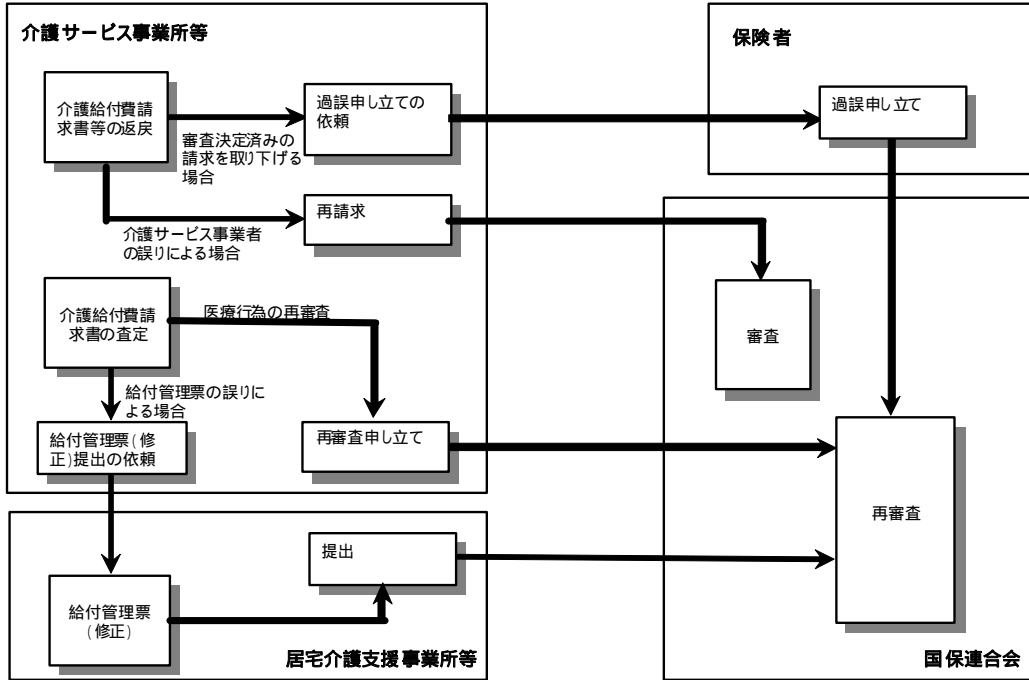 介護サービス事業所等
介護給付費請
求書等の返戻
過誤申し立ての
依頼
審査決定済みの
請求を取り下げる
場合
再請求
介護サービス事業者
の誤りによる場合
介護給付費請
求書の査定
医療行為の再審査
給付管理票の誤りに
よる場合
給付管理票(修
正)提出の依頼
再審査申し立て
保険者
過誤申し立て
審査
再審査
国保連合会
提出
給付管理票
(修正)
居宅介護支援事業所等